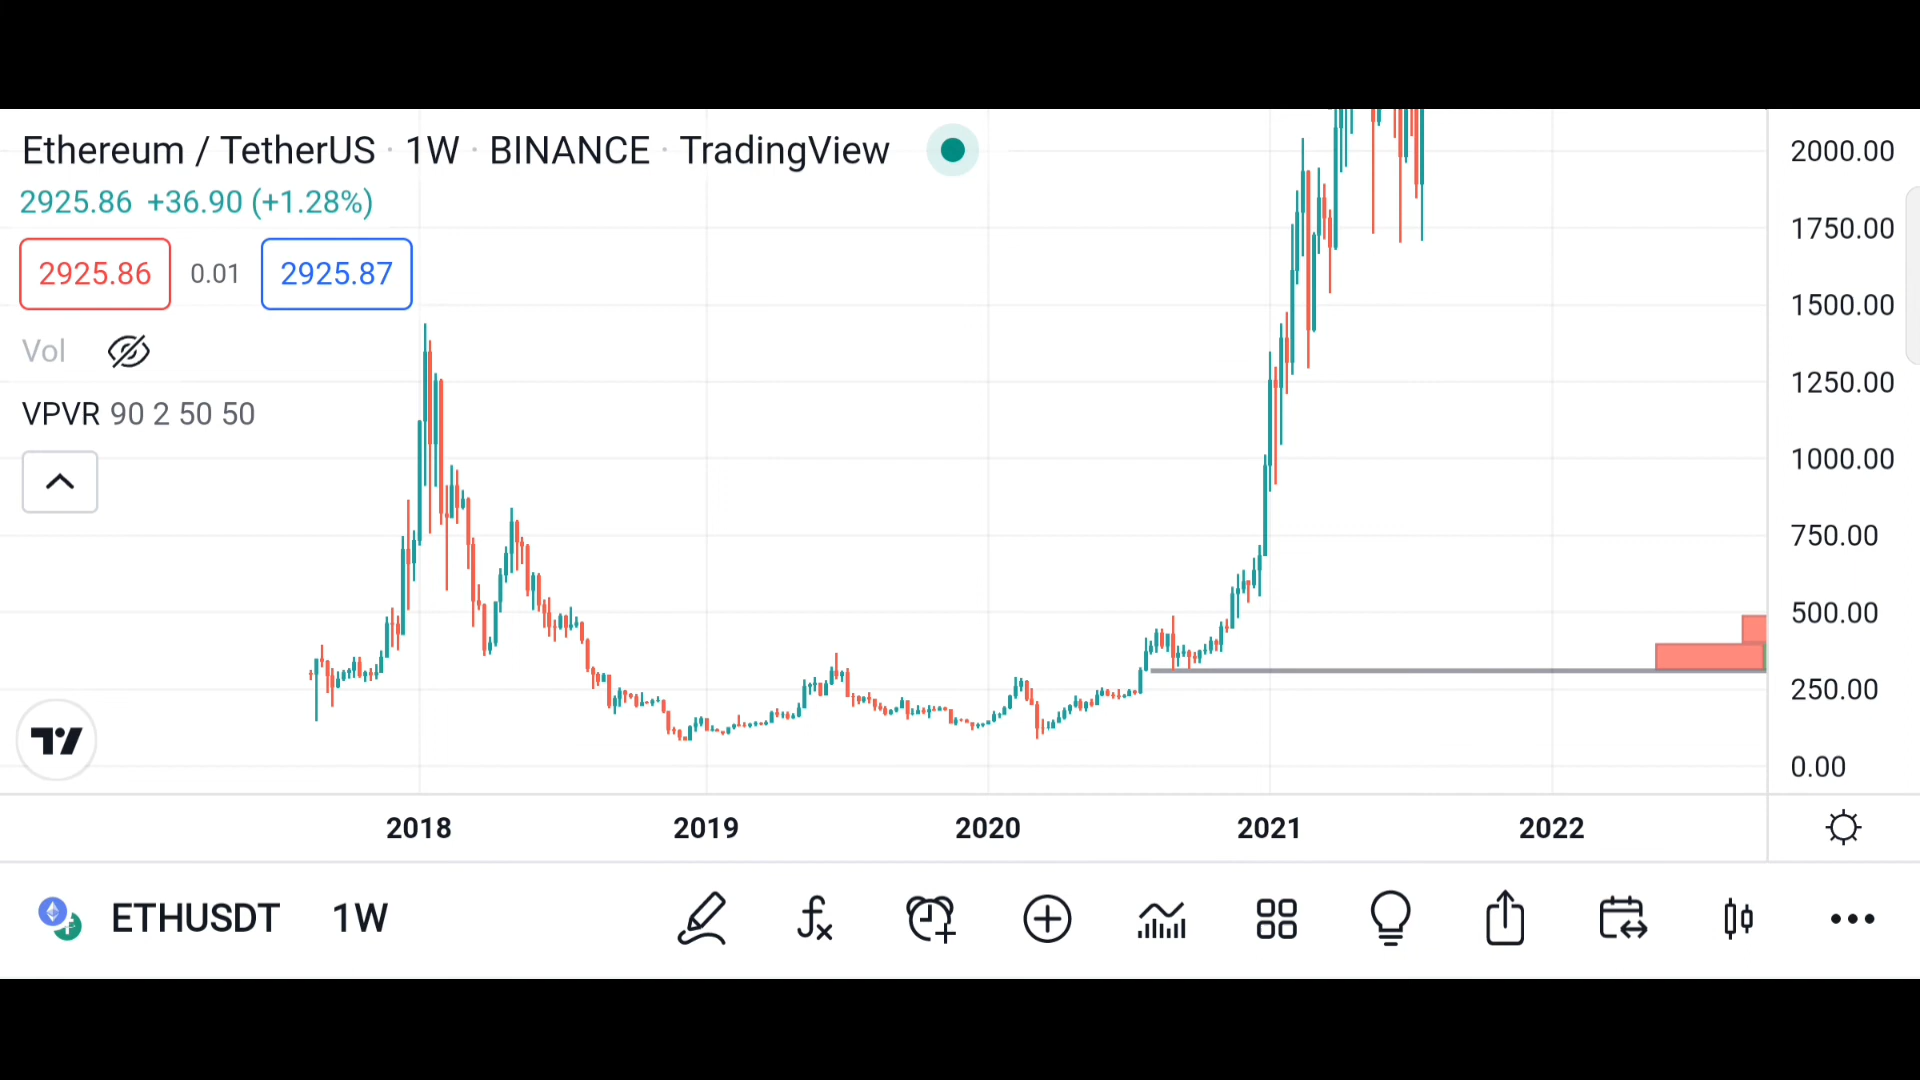 Ethereum / TetherUS · 1W · BINANCE · TradingView
2925.86 +36.90 (+1.28%)
2925.86 0.01 2925.87
Vol
VPVR 90 2 50 50
2000.00
1750.00
1500.00
1250.00
1000.00
750.00
500.00
250.00
0.00
2018 2019 2020 2021 2022
ETHUSDT 1W